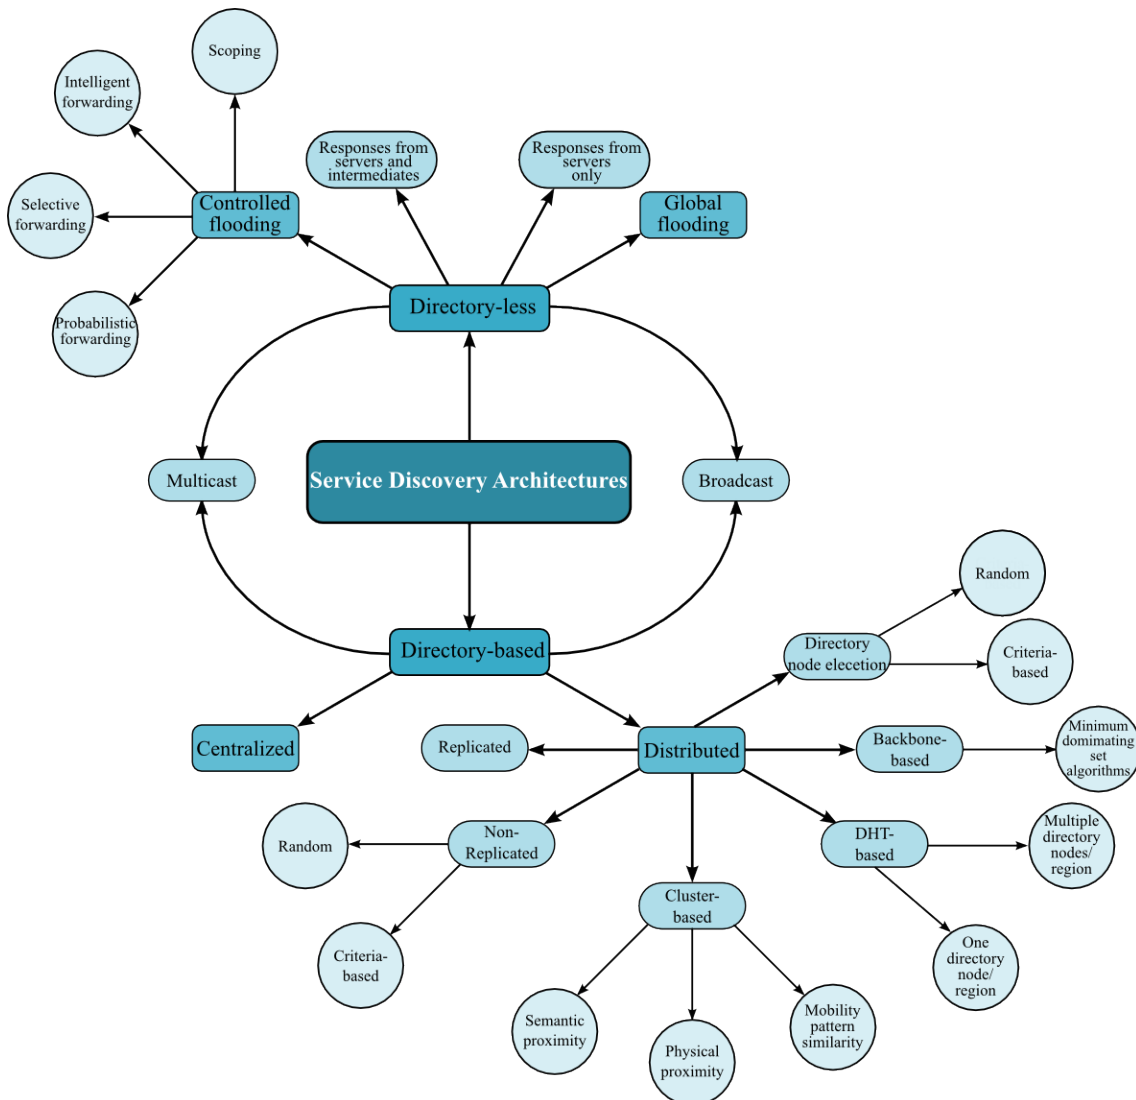 Scoping
Intelligent
forwarding
Responses from
servers and
intermediates
Responses from
servers
only
Selective
forwarding
Controlled
flooding
Global
flooding
Probabilistic
forwarding
Directory-less
Service Discovery Architectures
Multicast
Broadcast
Random
Directory-based
Directory
node elecetion
Criteria-
based
Centralized
Replicated
Distributed
Backbone-
based
Minimum
domimating
set
algorithms
Random
Non-
Replicated
DHT-
based
Multiple
directory
nodes/
region
Cluster-
based
Criteria-
based
One
directory
node/
region
Semantic
proximity
Physical
proximity
Mobility
pattern
similarity